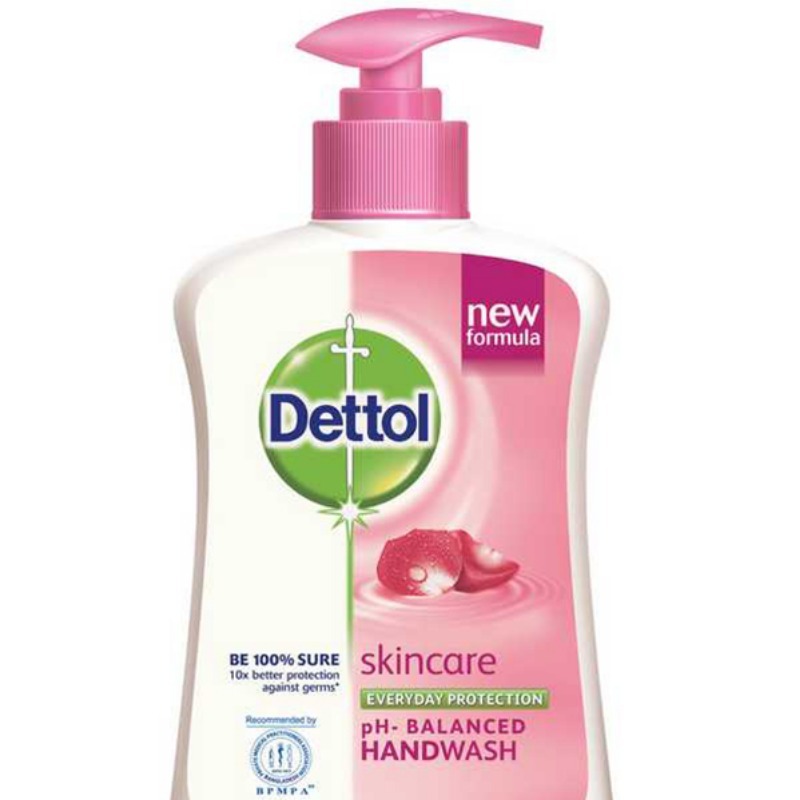 new
formula
Dettol
BE 100% SURE
10x better protection
against germs*
skincare
EVERYDAY PROTECTION
pH- BALANCED
HANDWASH
Recommended by
BPMPA